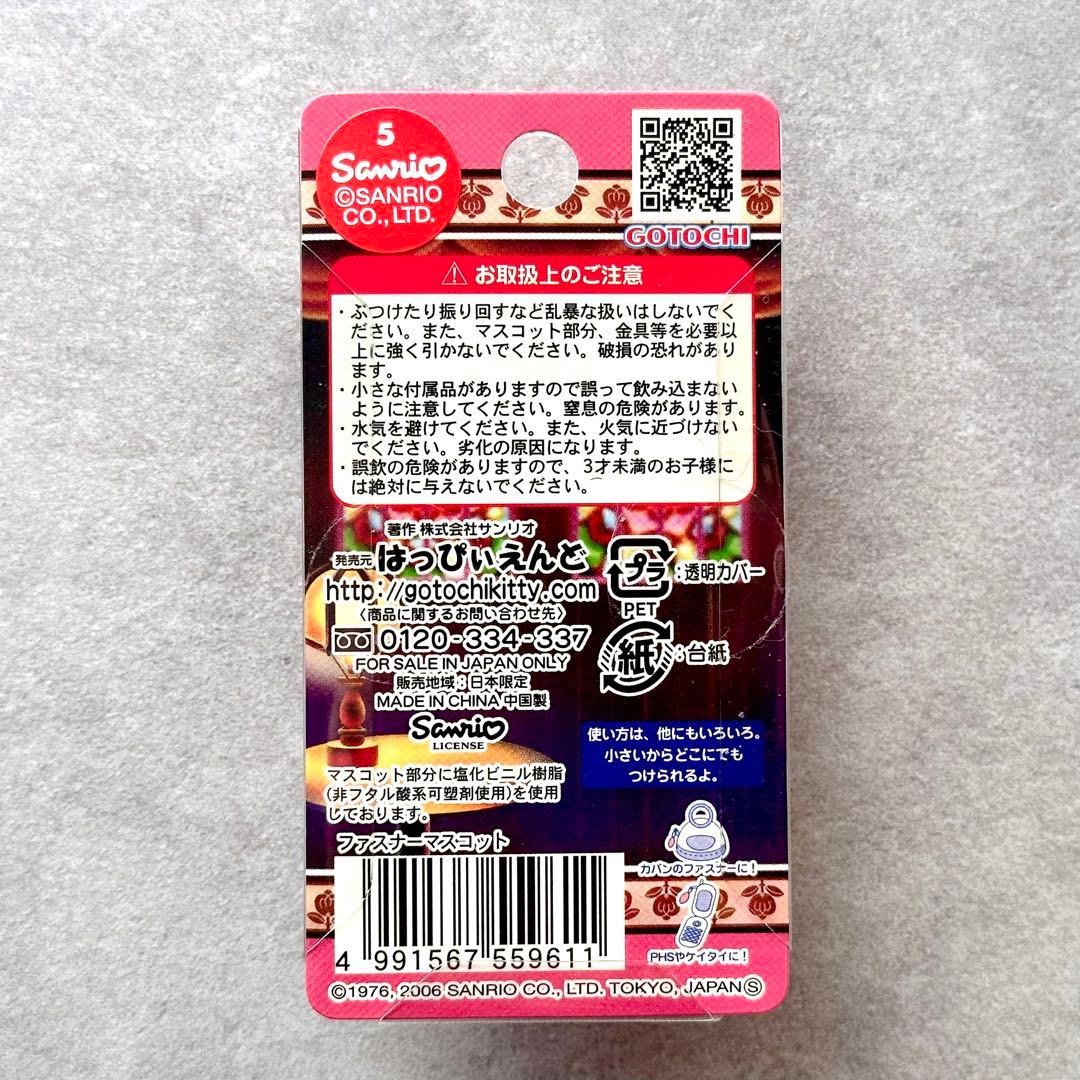 5
Sanrio
©SANRIO
CO., LTD.
GOTOCHI
お取扱上のご注意
・ぶつけたり振り回すなど乱暴な扱いはしないでく
ださい。また、マスコット部分、金具等を必要以
上に強く引かないでください。破損の恐れがあり
ます。
・小さな付属品がありますので誤って飲み込まない
ように注意してください。窒息の危険があります。
・水気を避けてください。また、火気に近づけない
でください。劣化の原因になります。
・誤飲の危険がありますので、3才未満のお子様に
は絶対に与えないでください。
著作 株式会社サンリオ
発売元 はっぴぃえんど
http://gotochikitty.com
〈商品に関するお問い合わせ先〉
0120-334-337
FOR SALE IN JAPAN ONLY
販売地域:日本限定
MADE IN CHINA 中国製
Sanrio
LICENSE
プラ:透明カバー
PET
紙:台紙
使い方は、他にもいろいろ。
小さいからどこにでも
つけられるよ。
マスコット部分に塩化ビニル樹脂
(非フタル酸系可塑剤使用)を使用
しております。
ファスナーマスコット
カバンのファスナーに!
PHSやケイタイに!
4 991567 559611
©1976, 2006 SANRIO CO., LTD. TOKYO, JAPAN Ⓢ